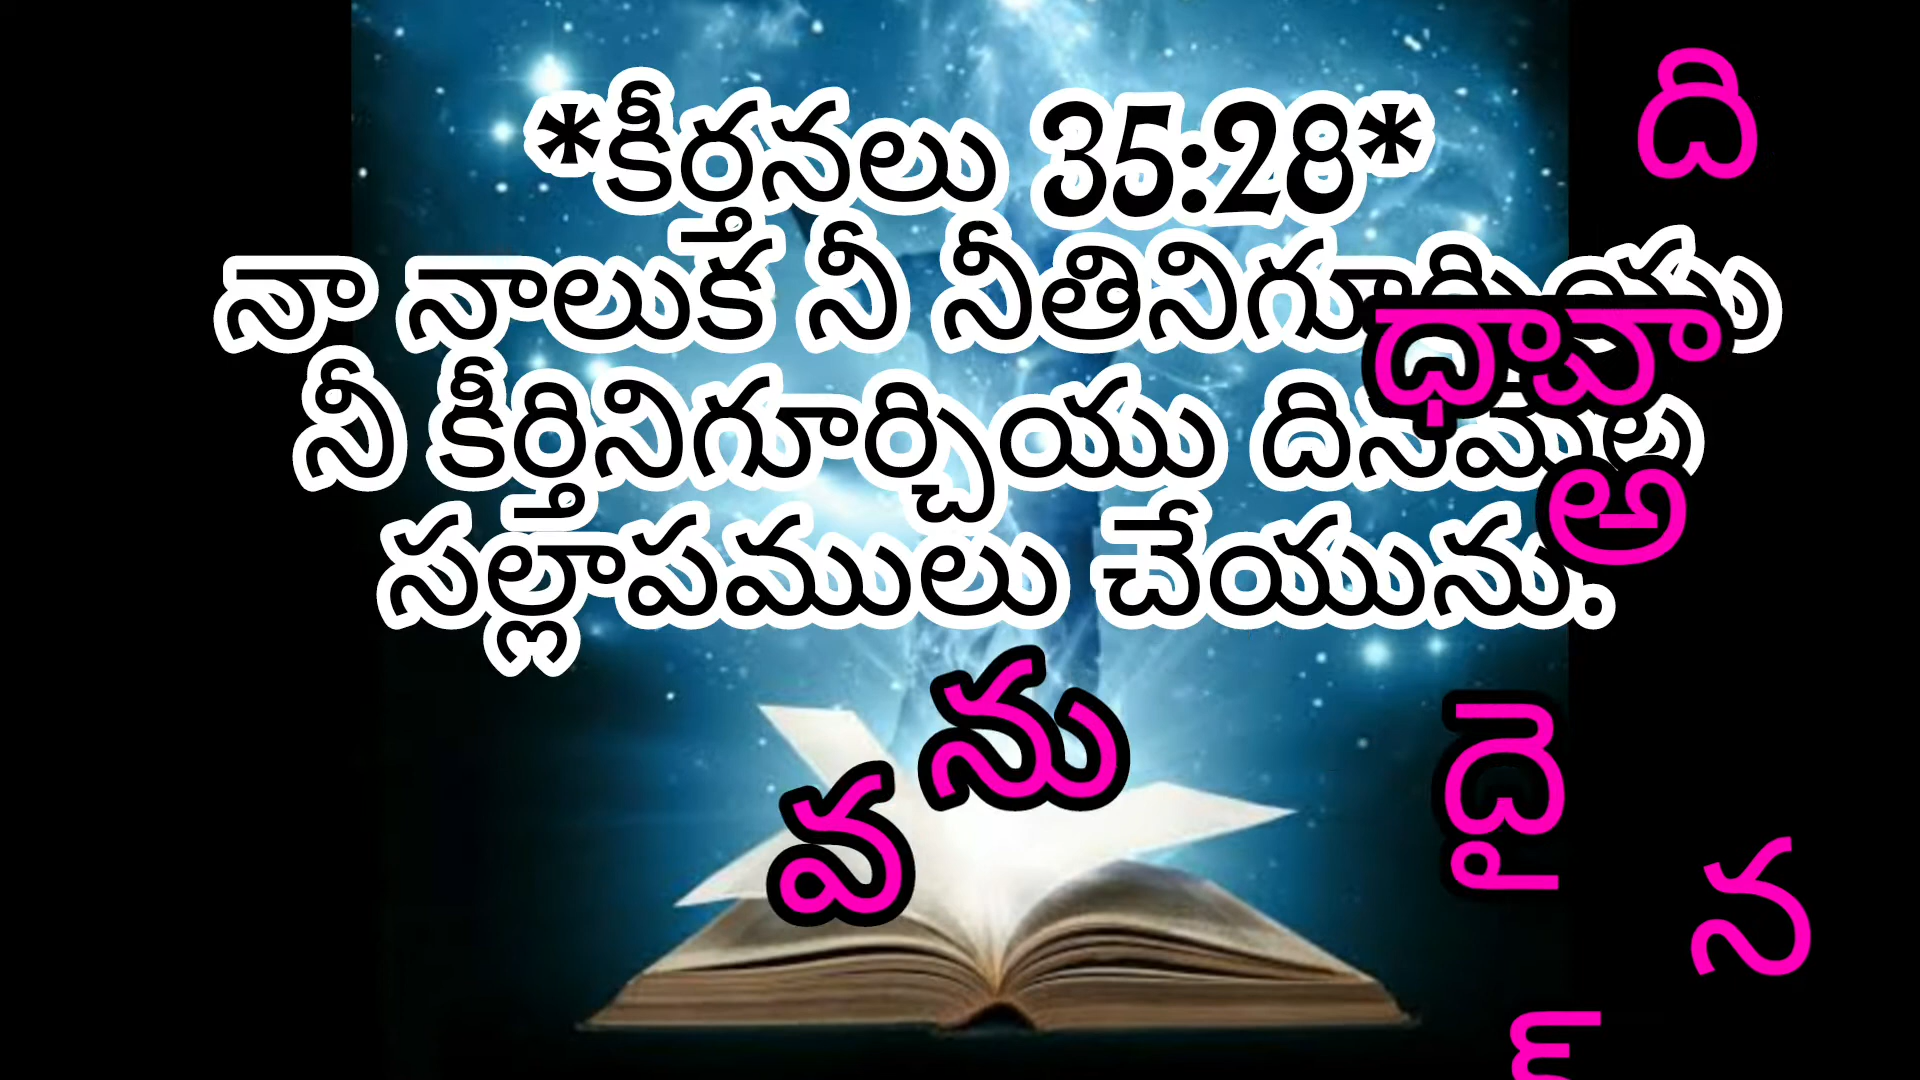 *కీర్తనలు 35:28*
నా నాలుక నీ నీతినిగూర్చియు
నీ కీర్తినిగూర్చియు దినమెల్ల
సల్లాపములు చేయును.
ది
ధావా
అ
ను
వ
దై
న